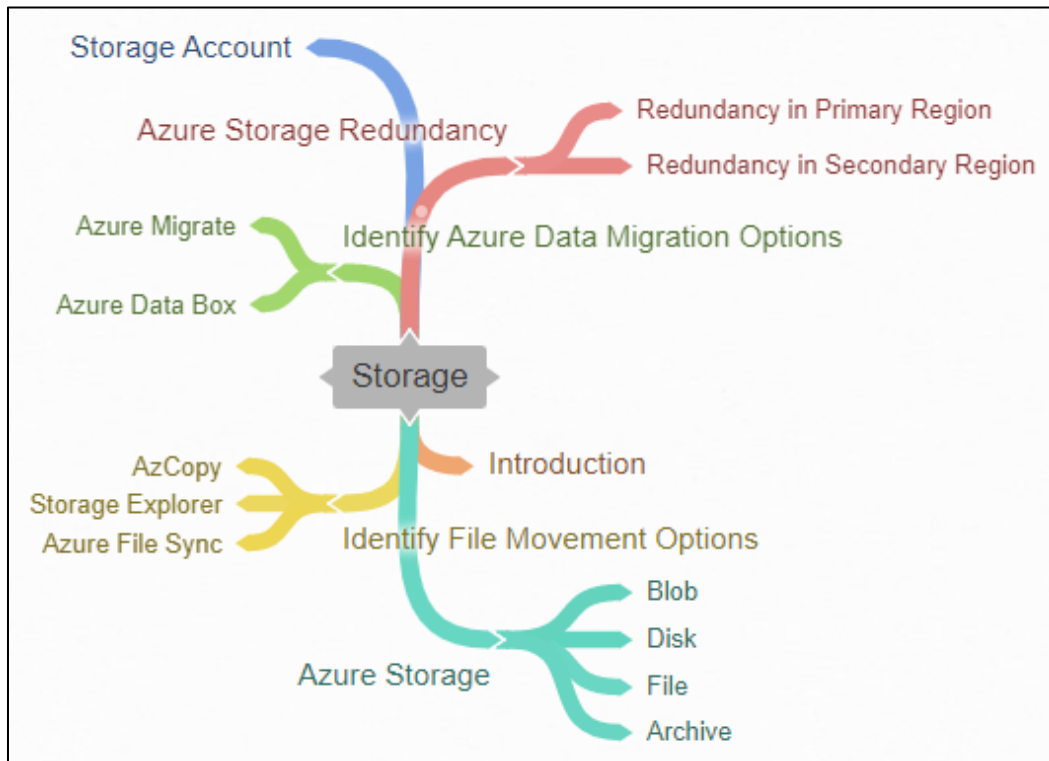 Storage Account
Azure Storage Redundancy
Redundancy in Primary Region
Redundancy in Secondary Region
Azure Migrate
Identify Azure Data Migration Options
Azure Data Box
Storage
AzCopy
Introduction
Storage Explorer
Azure File Sync
Identify File Movement Options
Blob
Disk
Azure Storage
File
Archive